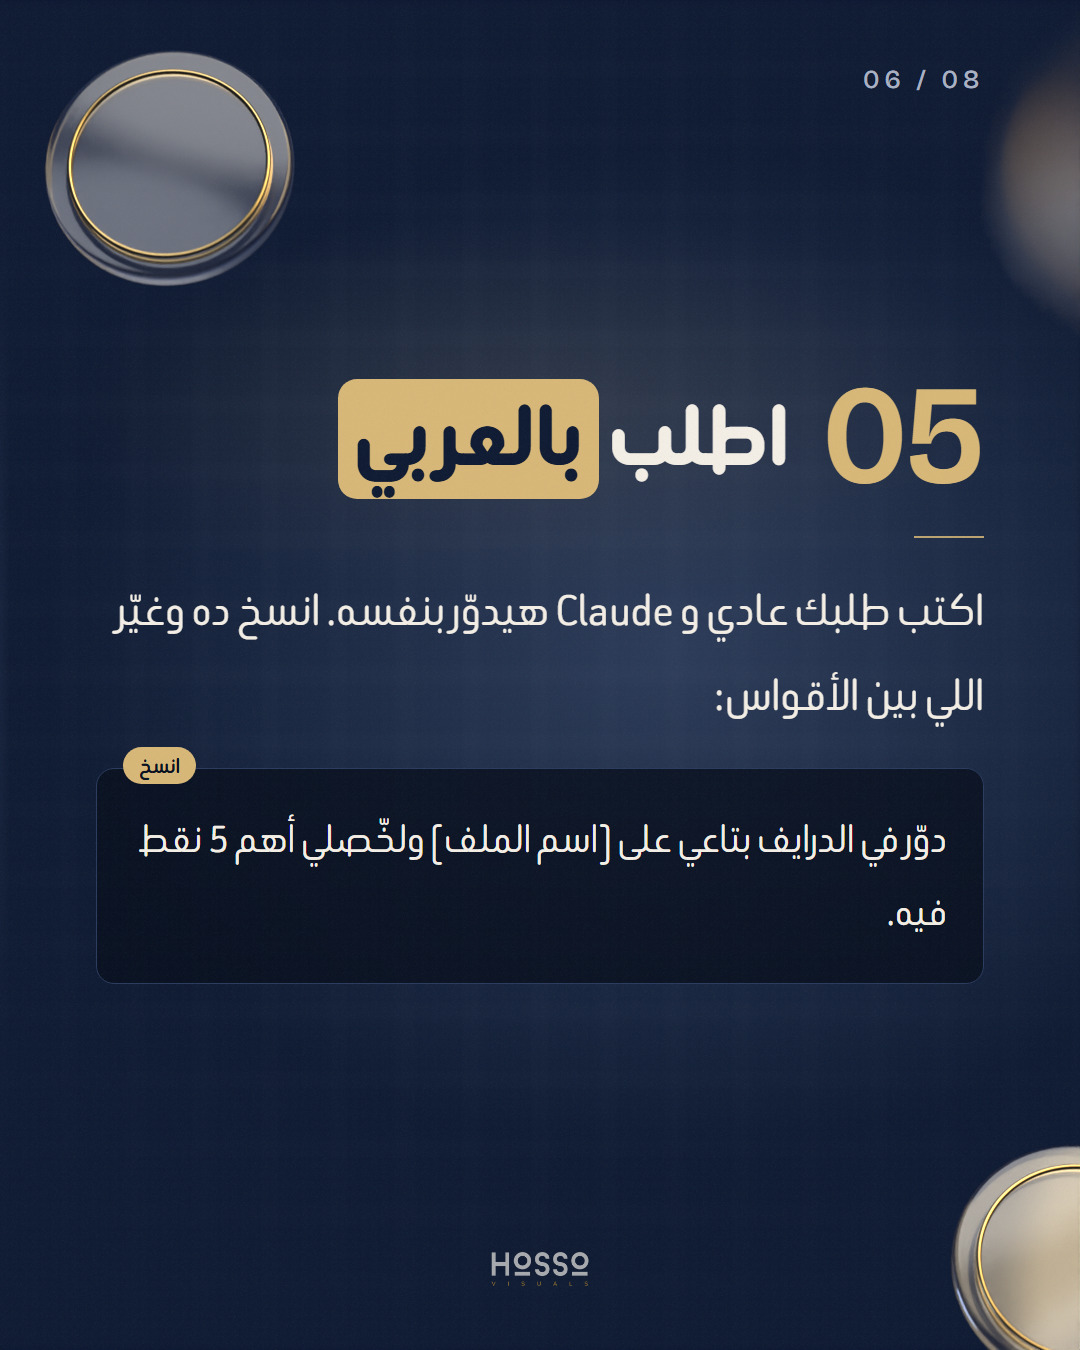 06 / 08
05 اطلب بالعربي
اكتب طلبك عادي و Claude هيدوّر بنفسه. انسخ ده وغيّر
اللي بين الأقواس:
انسخ
دوّر في الدرايف بتاعي على [اسم الملف] ولخّصلي أهم 5 نقط
فيه.
HOSSO
VISUALS